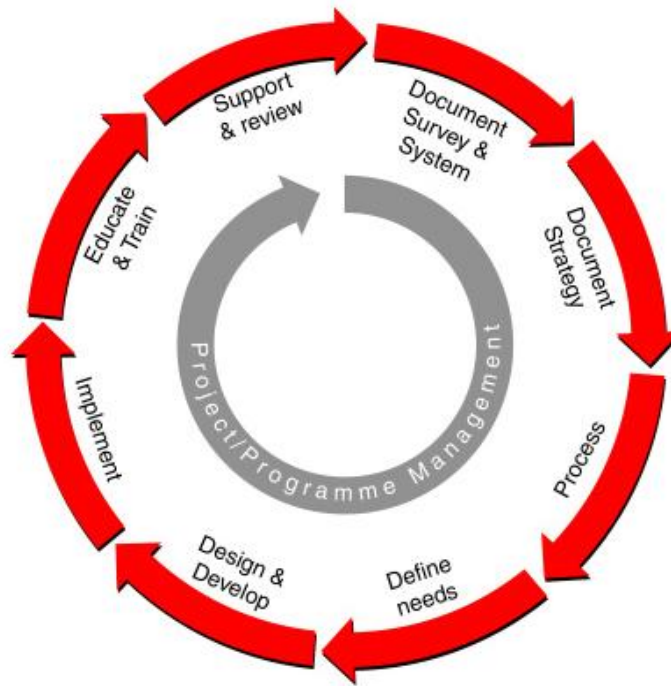 Document
Survey &
System
Document
Strategy
Process
Define
needs
Design &
Develop
Implement
Educate
& Train
Support
& review
Project/Programme Management